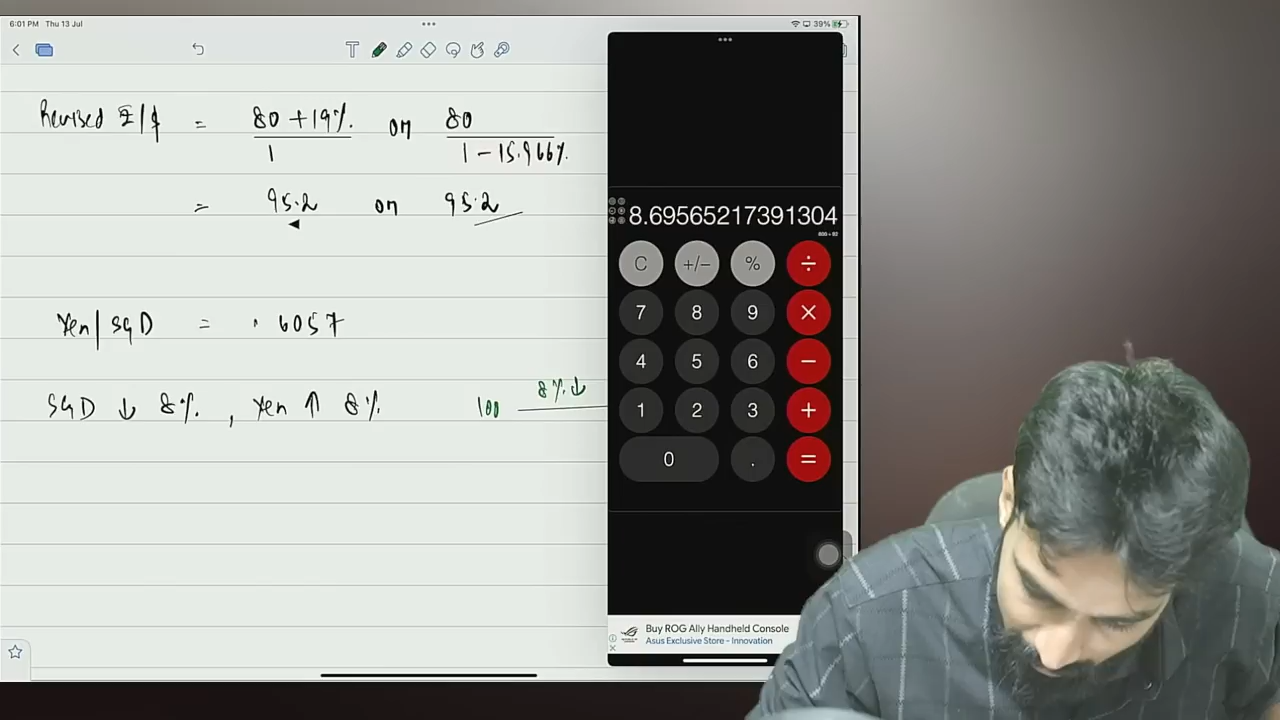 6:01 PM Thu 13 Jul
39%
T
Revised ₹/$ = 80 + 19% / 1 or 80 / 1 - 15.966%
= 95.2 or 95.2
Yen | SGD = .6057
SGD ↓ 8%, Yen ↑ 8%
100 8%↓
8.69565217391304
C +/− % ÷
7 8 9 ×
4 5 6 −
1 2 3 +
0 . =
Buy ROG Ally Handheld Console
Asus Exclusive Store - Innovation